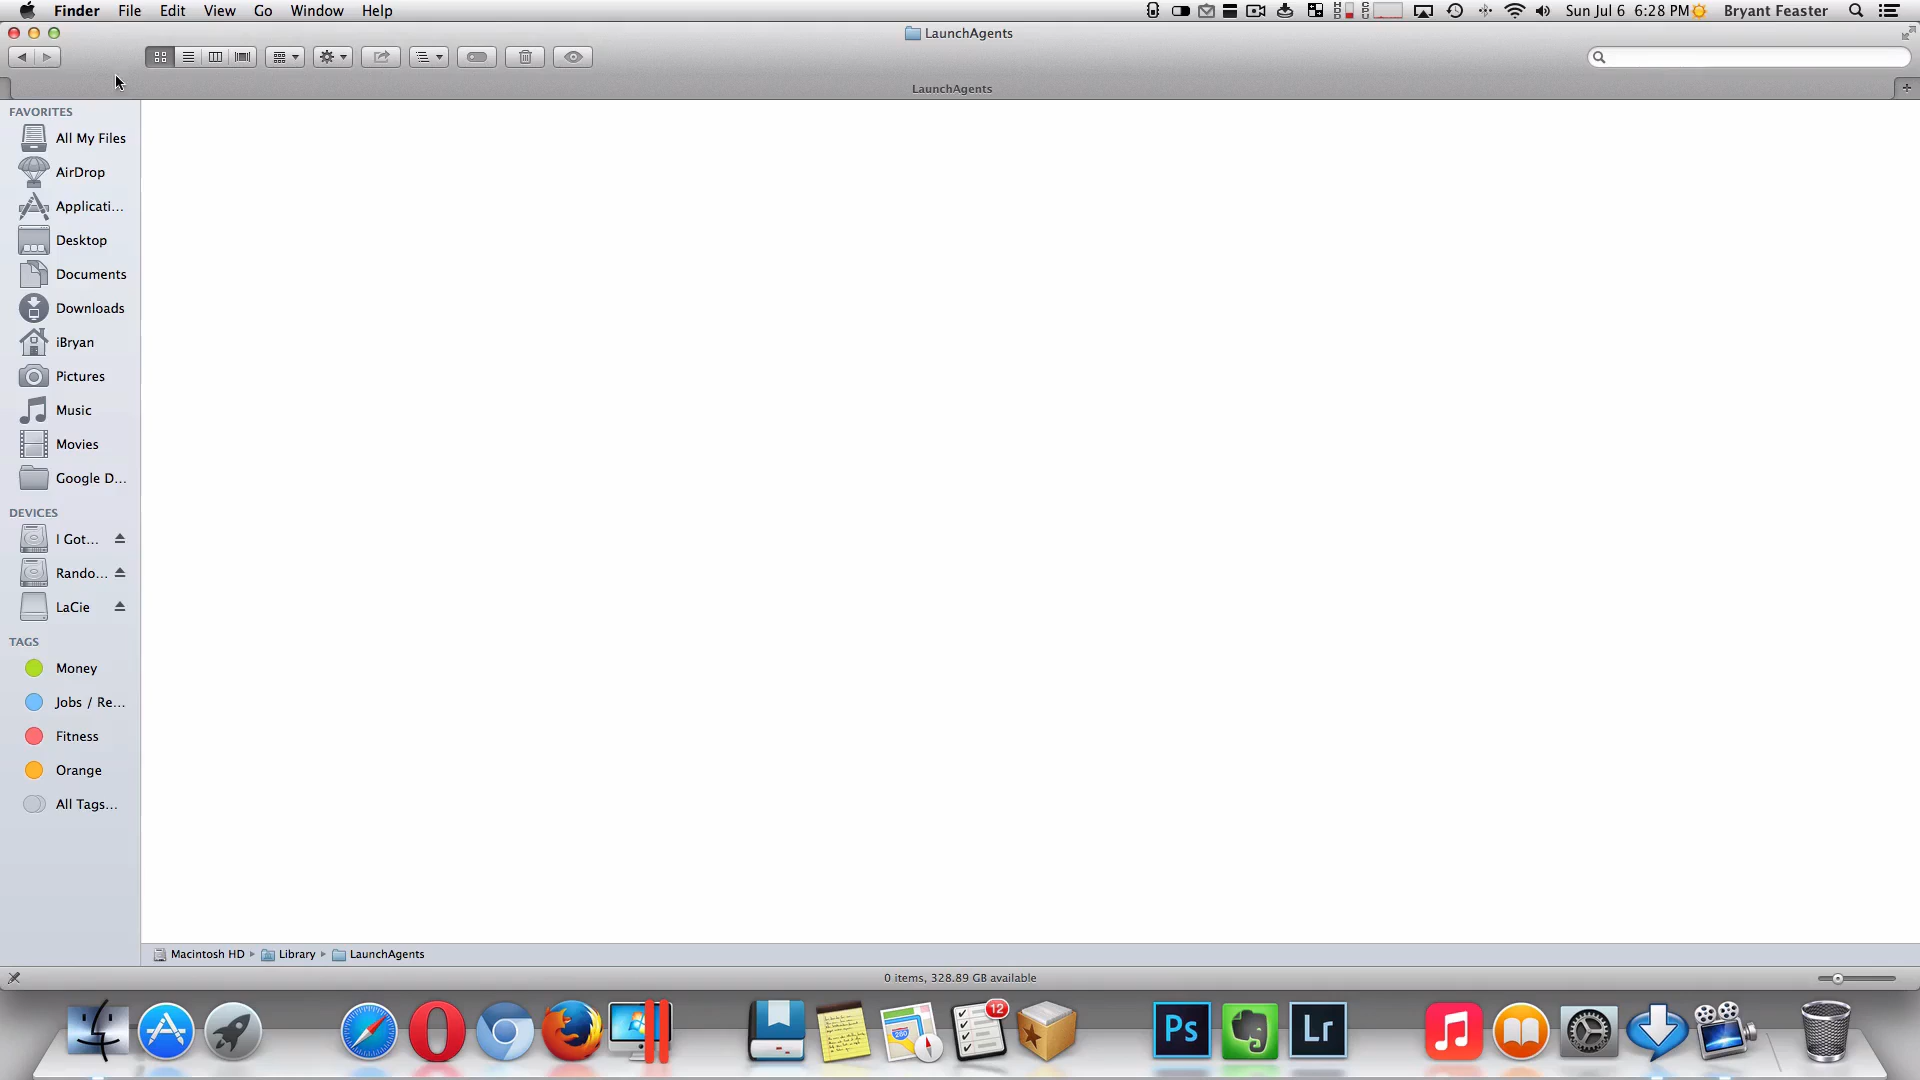 Finder File Edit View Go Window Help Sun Jul 6 6:28 PM Bryant Feaster
LaunchAgents
LaunchAgents
FAVORITES
All My Files
AirDrop
Applicati...
Desktop
Documents
Downloads
iBryan
Pictures
Music
Movies
Google D...
DEVICES
I Got...
Rando...
LaCie
TAGS
Money
Jobs / Re...
Fitness
Orange
All Tags...
Macintosh HD Library LaunchAgents
0 items, 328.89 GB available
12
280
Ps
Lr